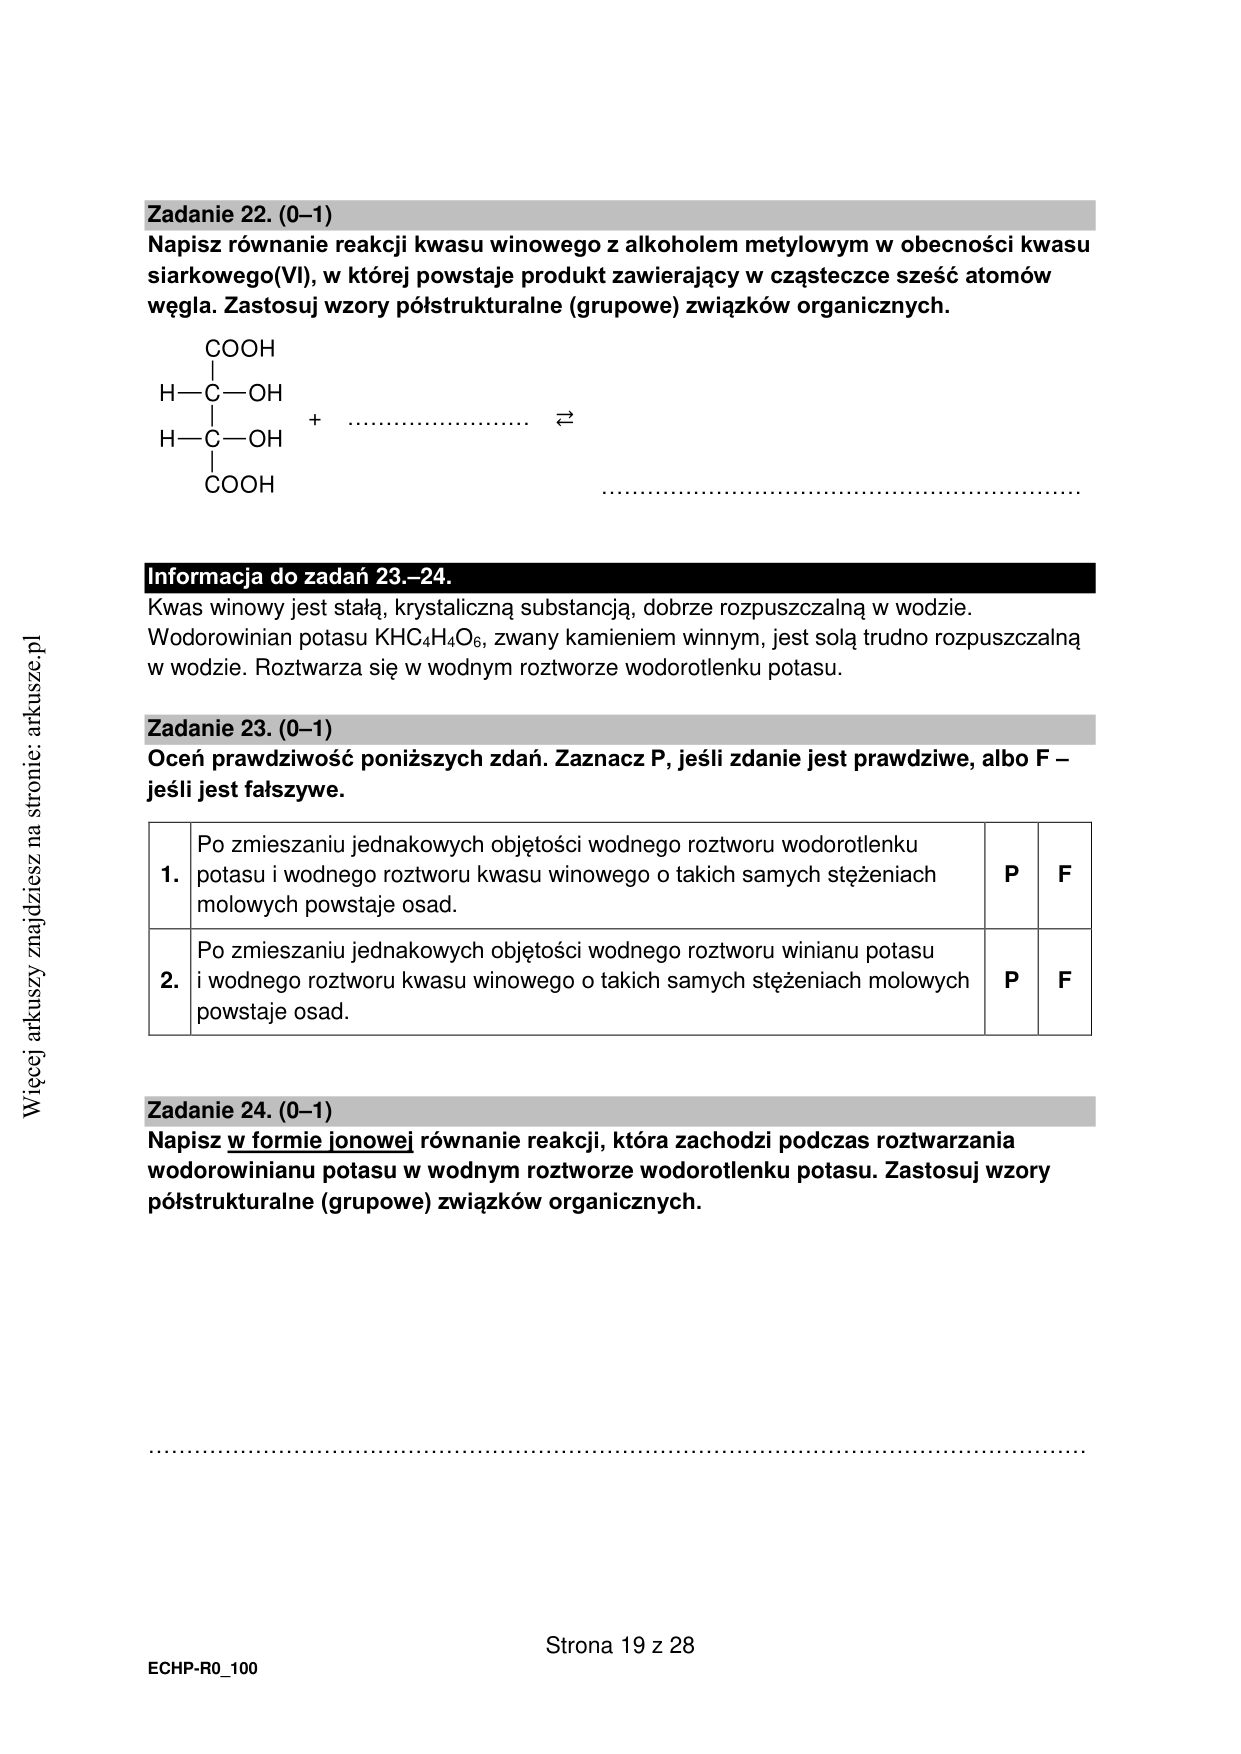 Zadanie 22. (0–1)
Napisz równanie reakcji kwasu winowego z alkoholem metylowym w obecności kwasu
siarkowego(VI), w której powstaje produkt zawierający w cząsteczce sześć atomów
węgla. Zastosuj wzory półstrukturalne (grupowe) związków organicznych.
COOH
H—C—OH
+ ........................ ⇄
H—C—OH
COOH
...............................................................
Informacja do zadań 23.–24.
Kwas winowy jest stałą, krystaliczną substancją, dobrze rozpuszczalną w wodzie.
Wodorowinian potasu KHC₄H₄O₆, zwany kamieniem winnym, jest solą trudno rozpuszczalną
w wodzie. Roztwarza się w wodnym roztworze wodorotlenku potasu.
Zadanie 23. (0–1)
Oceń prawdziwość poniższych zdań. Zaznacz P, jeśli zdanie jest prawdziwe, albo F –
jeśli jest fałszywe.
Po zmieszaniu jednakowych objętości wodnego roztworu wodorotlenku
1. potasu i wodnego roztworu kwasu winowego o takich samych stężeniach P F
molowych powstaje osad.
Po zmieszaniu jednakowych objętości wodnego roztworu winianu potasu
2. i wodnego roztworu kwasu winowego o takich samych stężeniach molowych P F
powstaje osad.
Zadanie 24. (0–1)
Napisz w formie jonowej równanie reakcji, która zachodzi podczas roztwarzania
wodorowinianu potasu w wodnym roztworze wodorotlenku potasu. Zastosuj wzory
półstrukturalne (grupowe) związków organicznych.
...........................................................................................................................
Strona 19 z 28
ECHP-R0_100
Więcej arkuszy znajdziesz na stronie: arkusze.pl